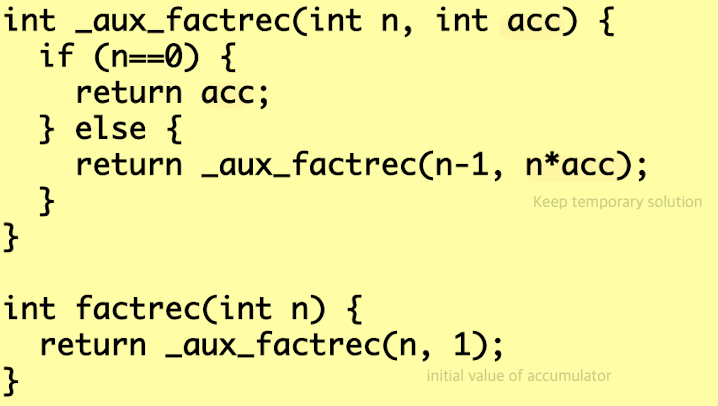 int _aux_factrec(int n, int acc) {
if (n==0) {
return acc;
} else {
return _aux_factrec(n-1, n*acc);
}
Keep temporary solution
}
int factrec(int n) {
return _aux_factrec(n, 1);
initial value of accumulator
}